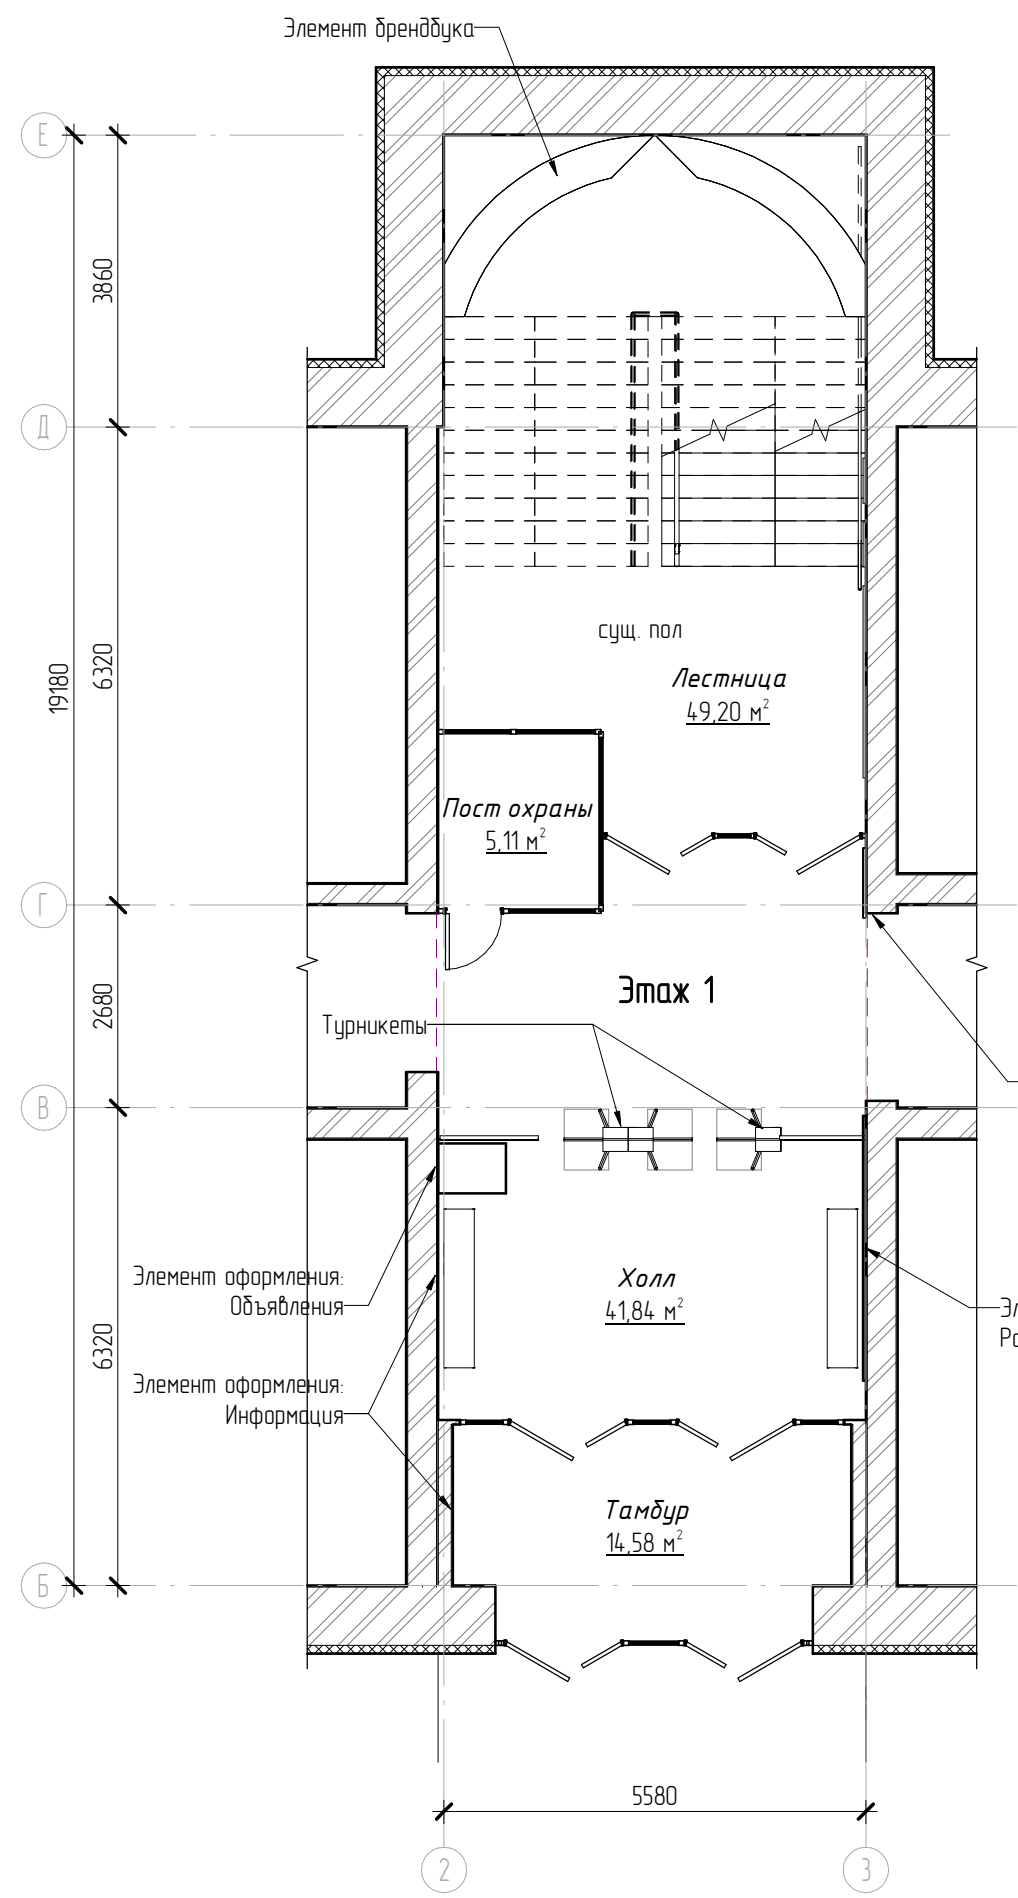 Элемент брендбука
Е
3860
Д
19180
6320
сущ. пол
Лестница
49,20 м²
Пост охраны
5,11 м²
Г
2680
Этаж 1
Турникеты
В
6320
Элемент оформления:
Объявления
Холл
41,84 м²
Элемент оформления:
Информация
Тамбур
14,58 м²
Б
5580
2
3